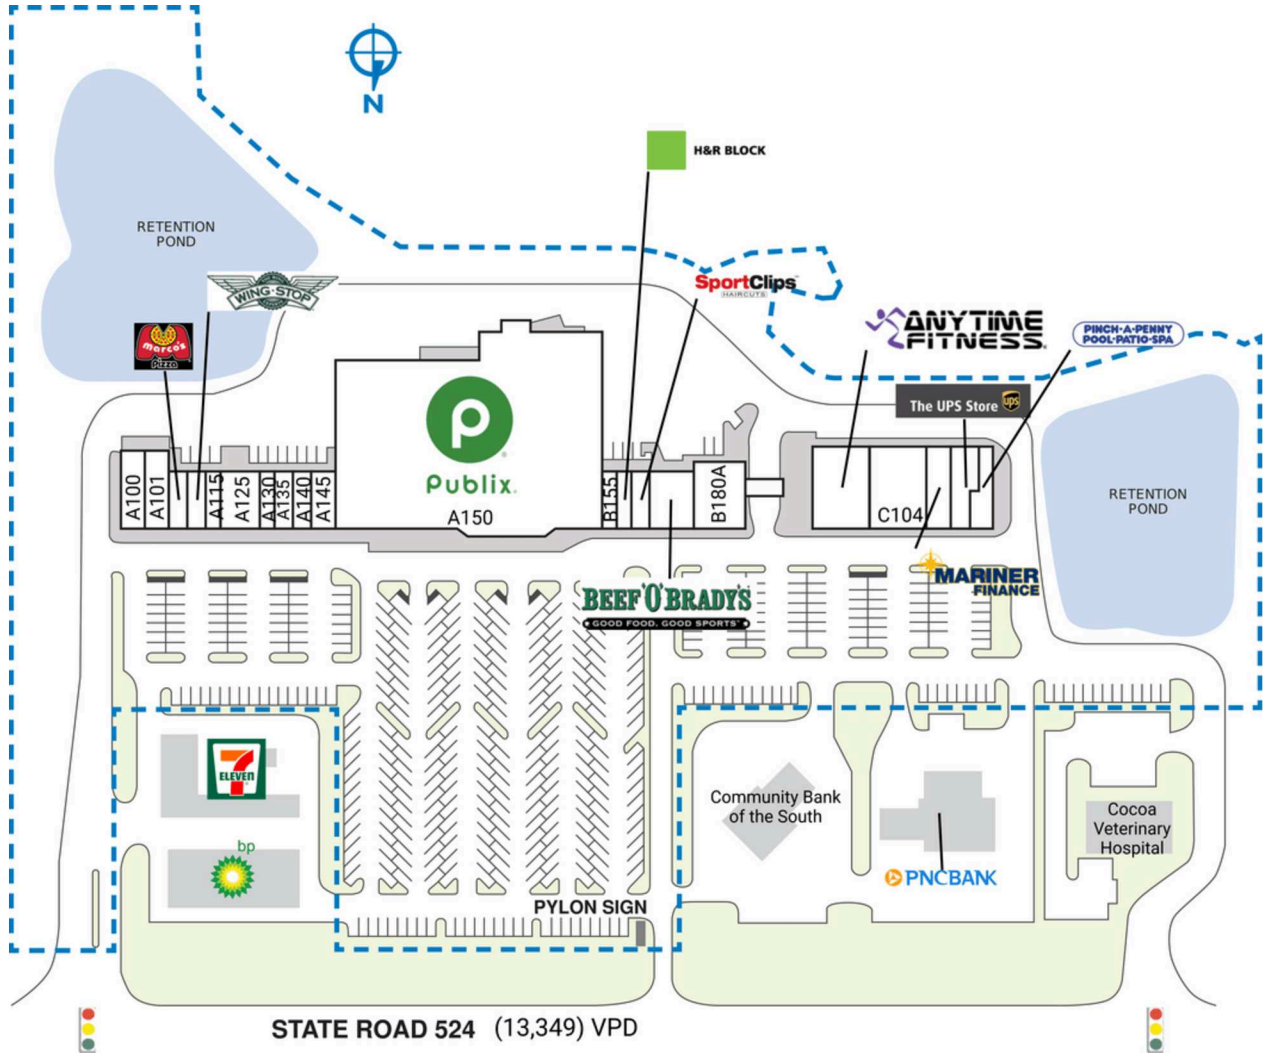 N
H&R BLOCK
RETENTION
POND
WING·STOP
SportClips
HAIRCUTS
ANYTIME
FITNESS.
PINCH-A-PENNY
POOL-PATIO-SPA
Marco's
Pizza
The UPS Store
ups
Publix.
A100
A101
A115
A125
A130
A135
A140
A145
A150
B155
B180A
C104
RETENTION
POND
MARINER
FINANCE
BEEF 'O' BRADY'S
GOOD FOOD. GOOD SPORTS
7
ELEVEN
Community Bank
of the South
Cocoa
Veterinary
Hospital
bp
PNCBANK
PYLON SIGN
STATE ROAD 524 (13,349) VPD